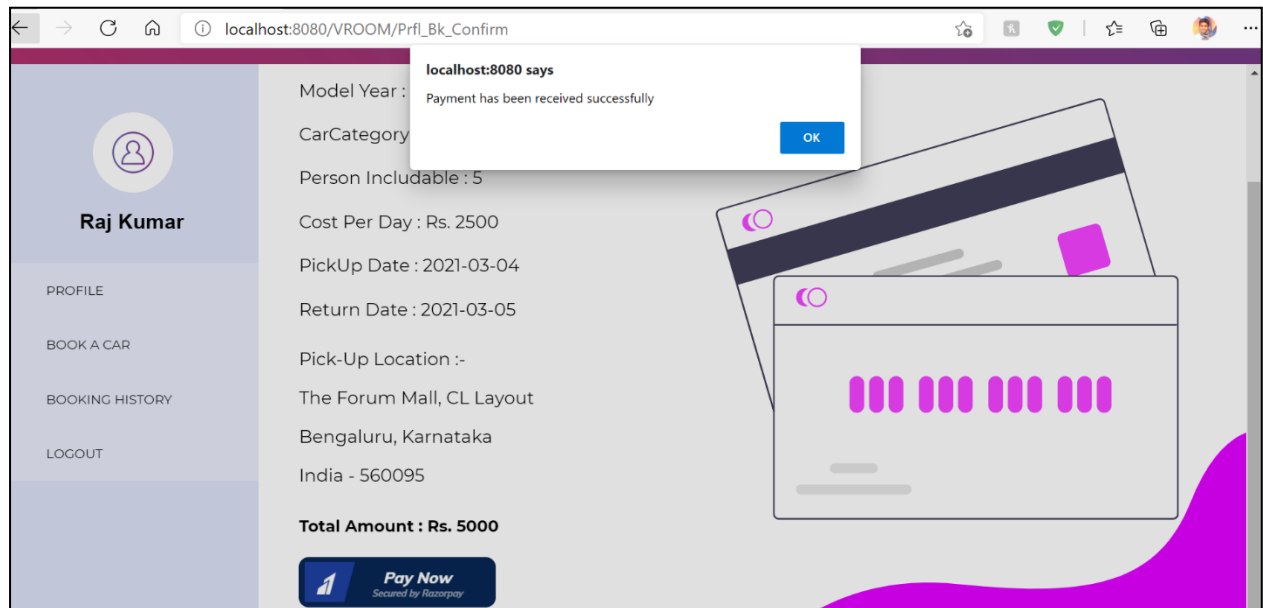 localhost:8080/VROOM/Prfl_Bk_Confirm
localhost:8080 says
Payment has been received successfully
OK
Raj Kumar
PROFILE
BOOK A CAR
BOOKING HISTORY
LOGOUT
Model Year :
CarCategory
Person Includable : 5
Cost Per Day : Rs. 2500
PickUp Date : 2021-03-04
Return Date : 2021-03-05
Pick-Up Location :-
The Forum Mall, CL Layout
Bengaluru, Karnataka
India - 560095
Total Amount : Rs. 5000
Pay Now
Secured by Razorpay